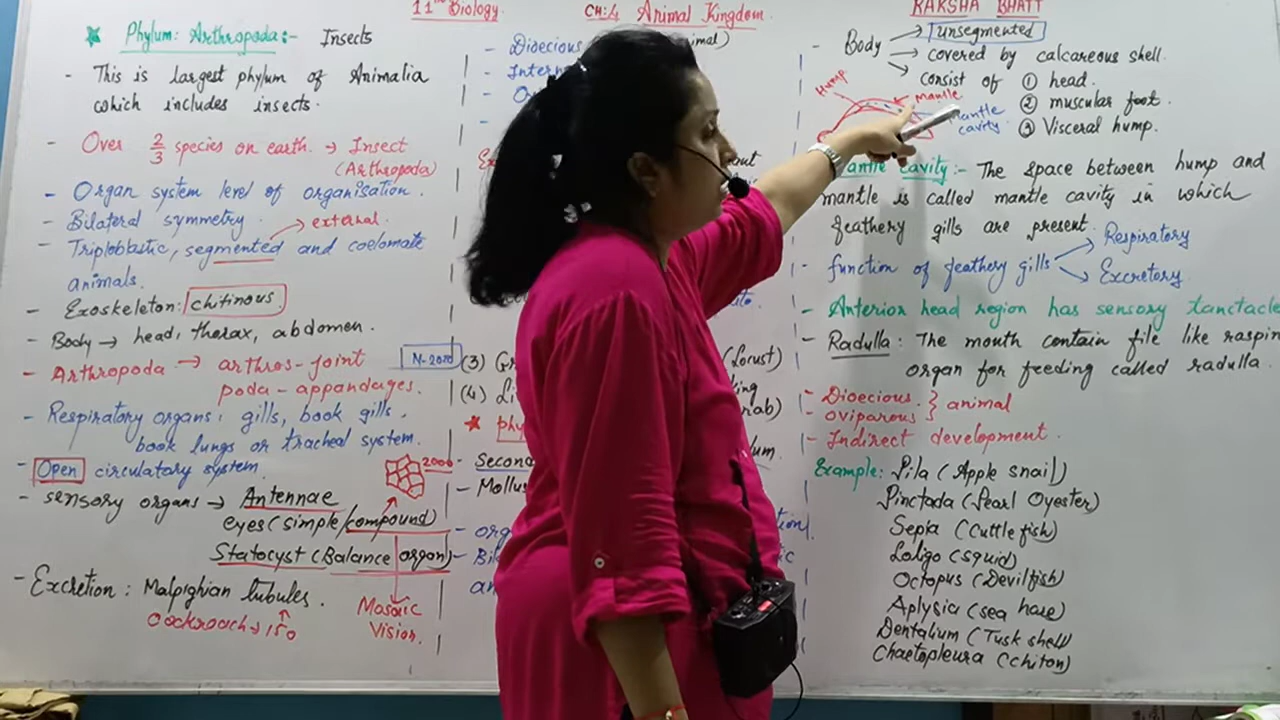 11th Biology
Ch:4 Animal Kingdom
RAKSHA BHATT
★ Phylum: Arthropoda:- Insects
- This is largest phylum of Animalia
which includes insects.
- Over 2/3 species on earth → Insect
(Arthropoda)
- Organ system level of organisation.
- Bilateral symmetry
→ external
- Triploblastic, segmented and coelomate
animals.
- Exoskeleton: chitinous
- Body → head, thorax, abdomen.
- Arthropoda → arthros-joint
poda-appandages.
- Respiratory organs: gills, book gills.
book lungs or tracheal system.
- Open circulatory system
2000
- sensory organs → Antennae
eyes (simple/compound)
Statocyst (Balance organ)
- Excretion: Malpighian tubules.
Cockroach → 150
Mosaic
Vision.
- Dioecious
- Intern
N-2020
(3) Gr
(Locust)
(4) Li
★ phy
- Second
- Mollus
- Body → unsegmented
→ covered by calcareous shell.
→ consist of ① head.
② muscular foot.
③ Visceral hump.
Hump
mantle
mantle
cavity
mantle cavity:- The space between hump and
mantle is called mantle cavity in which
feathery gills are present.
- function of feathery gills → Respiratory
→ Excretory
- Anterior head region has sensory tanctacle
- Radulla: The mouth contain file like raspin
organ for feeding called radulla.
- Dioecious
- oviparous } animal
- Indirect development.
Example: Pila (Apple snail)
Pinctada (Pearl Oyester)
Sepia (Cuttlefish)
Loligo (squid)
Octopus (Devilfish)
Aplysia (sea hare)
Dentalium (Tusk shell)
Chaetopleura (chiton)